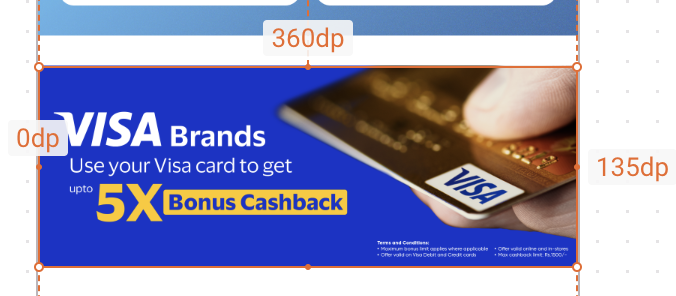 360dp
0dp
135dp
VISA Brands
Use your Visa card to get
upto
5X Bonus Cashback
VISA
Terms and Conditions:
• Maximum bonus limit applies where applicable
• Offer valid on Visa Debit and Credit cards
• Offer valid online and in-stores
• Max cashback limit: Rs.1000/-